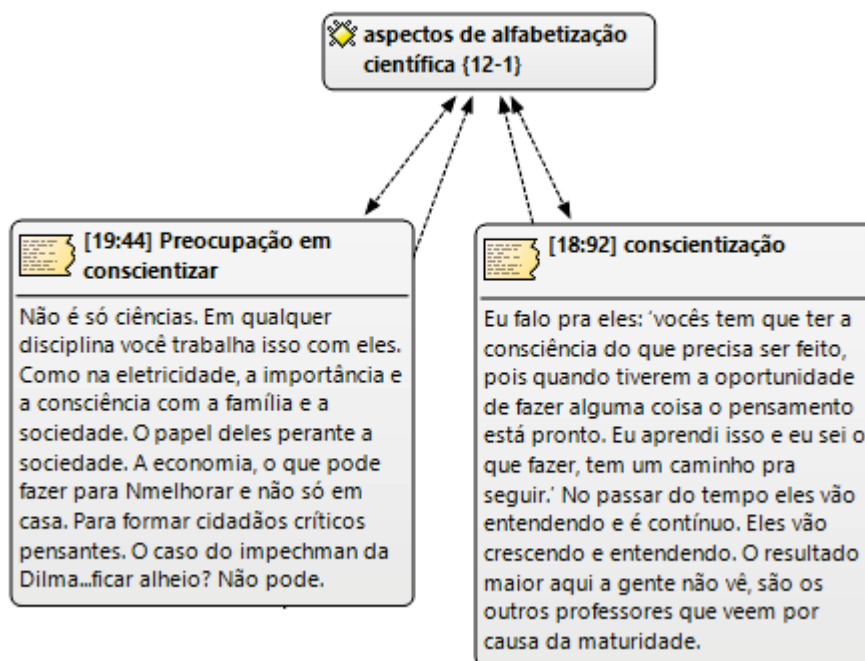 aspectos de alfabetização
científica {12-1}
[19:44] Preocupação em
conscientizar
Não é só ciências. Em qualquer
disciplina você trabalha isso com eles.
Como na eletricidade, a importância e
a consciência com a família e a
sociedade. O papel deles perante a
sociedade. A economia, o que pode
fazer para Nmelhorar e não só em
casa. Para formar cidadãos críticos
pensantes. O caso do impechman da
Dilma...ficar alheio? Não pode.
[18:92] conscientização
Eu falo pra eles: ‘vocês tem que ter a
consciência do que precisa ser feito,
pois quando tiverem a oportunidade
de fazer alguma coisa o pensamento
está pronto. Eu aprendi isso e eu sei o
que fazer, tem um caminho pra
seguir.’ No passar do tempo eles vão
entendendo e é contínuo. Eles vão
crescendo e entendendo. O resultado
maior aqui a gente não vê, são os
outros professores que veem por
causa da maturidade.